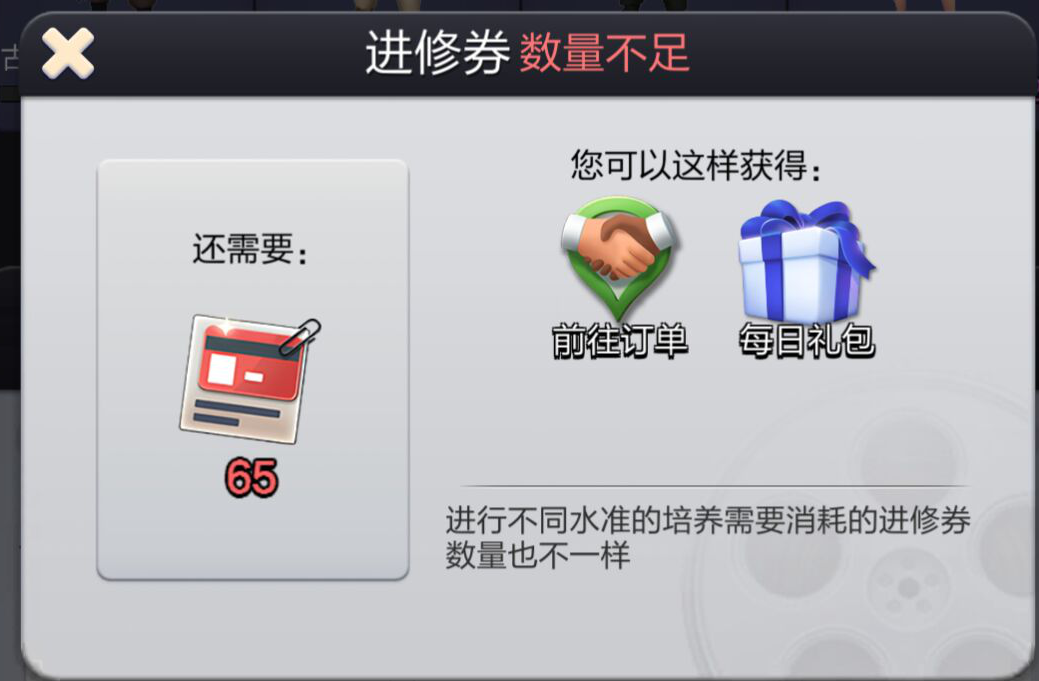 进修券 数量不足
您可以这样获得：
还需要：
前往订单 每日礼包
65
进行不同水准的培养需要消耗的进修券
数量也不一样